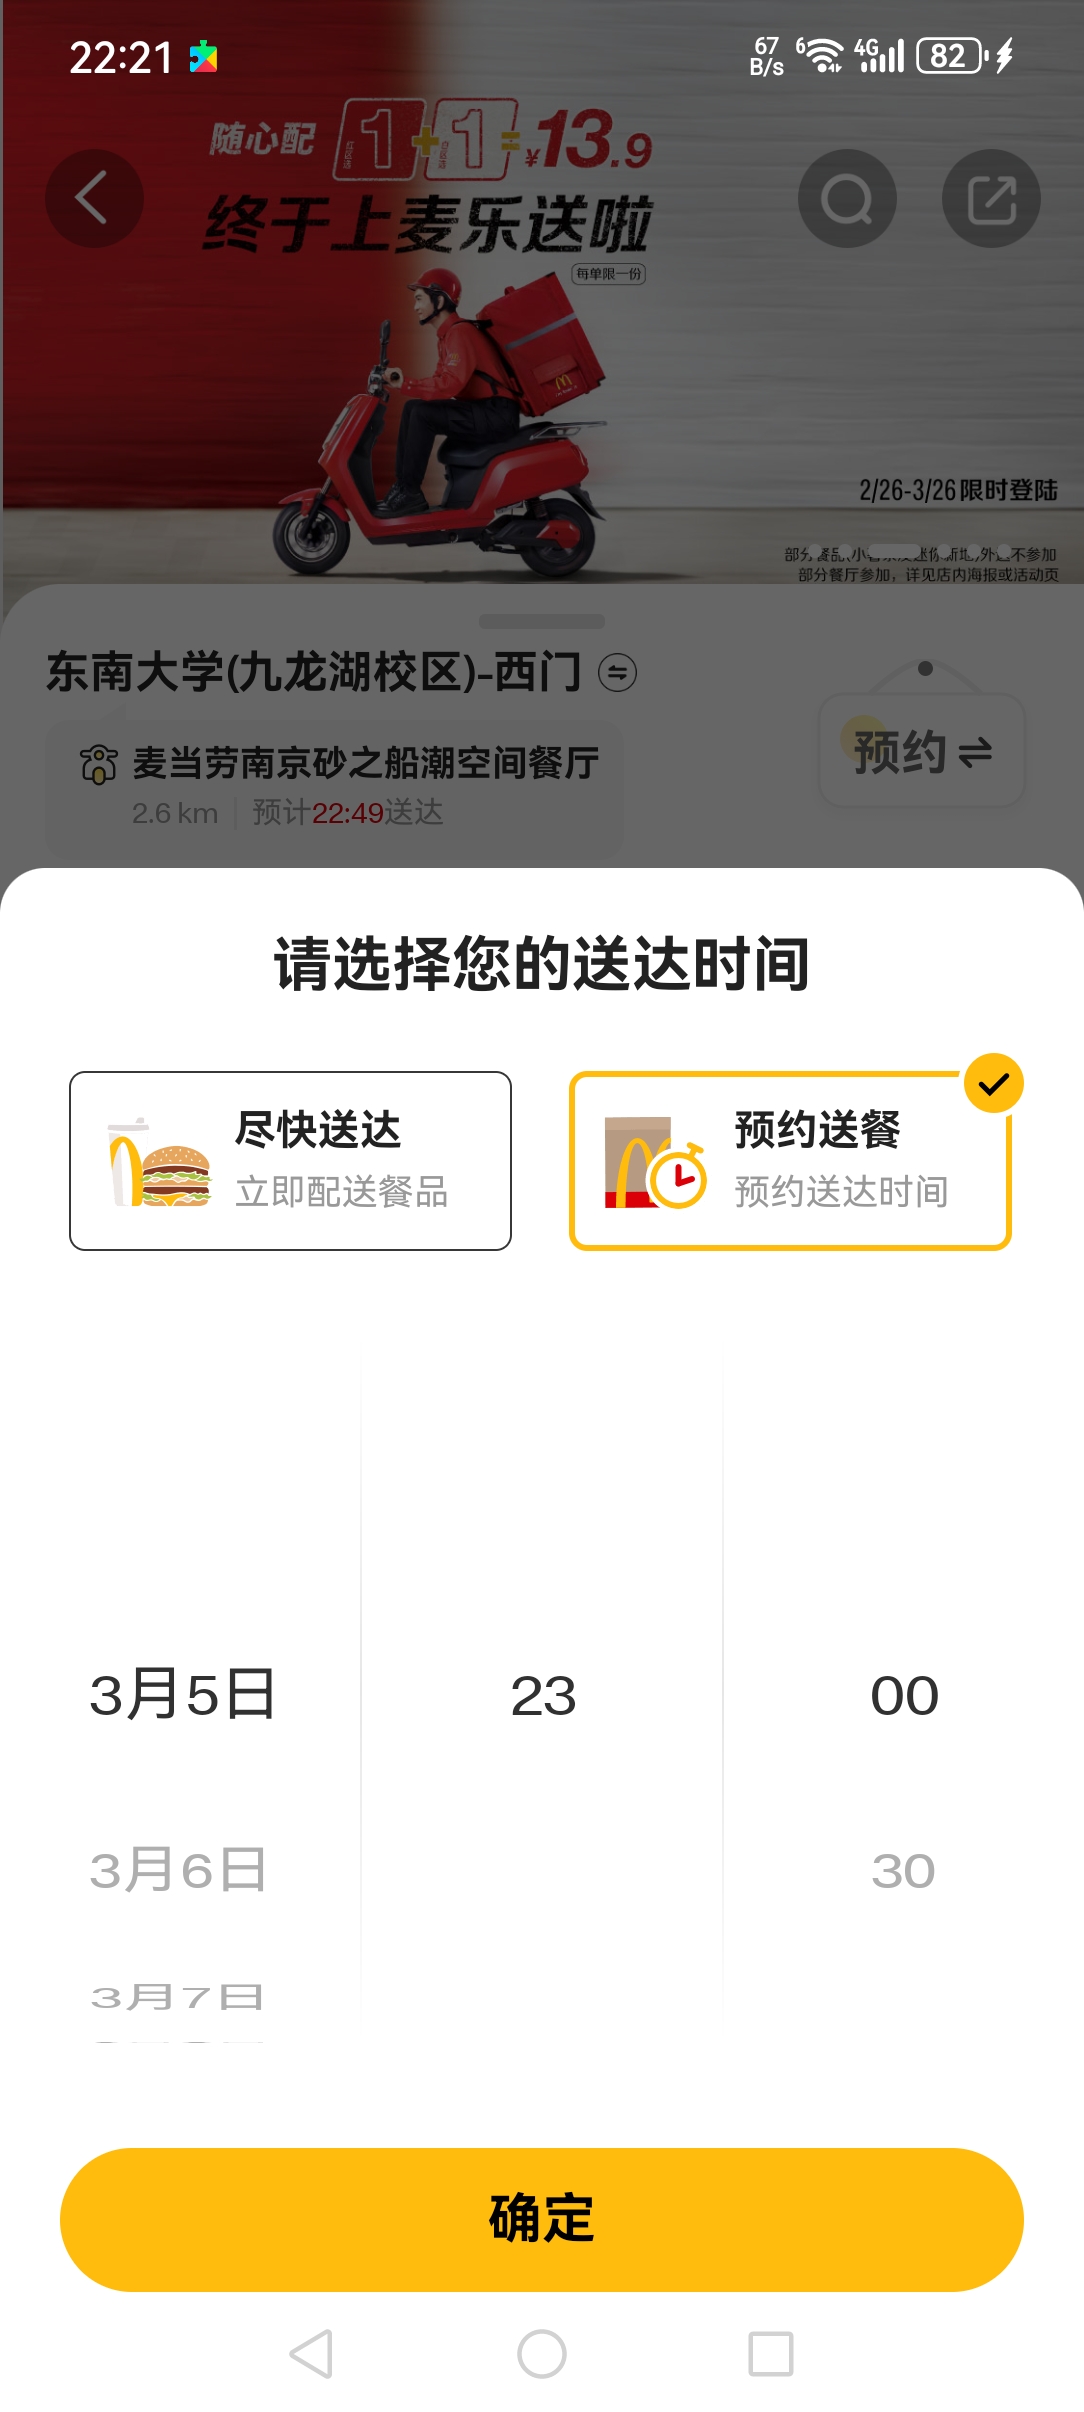 22:21
67 B/s 6 4G 82
随心配 1+1=¥13.9
终于上麦乐送啦
每单限一份
2/26-3/26限时登陆
部分餐厅参加，详见店内海报或活动页
东南大学(九龙湖校区)-西门
预约
麦当劳南京砂之船潮空间餐厅
2.6 km 预计22:49送达
请选择您的送达时间
尽快送达
立即配送餐品
预约送餐
预约送达时间
3月5日 23 00
3月6日 30
3月7日
确定